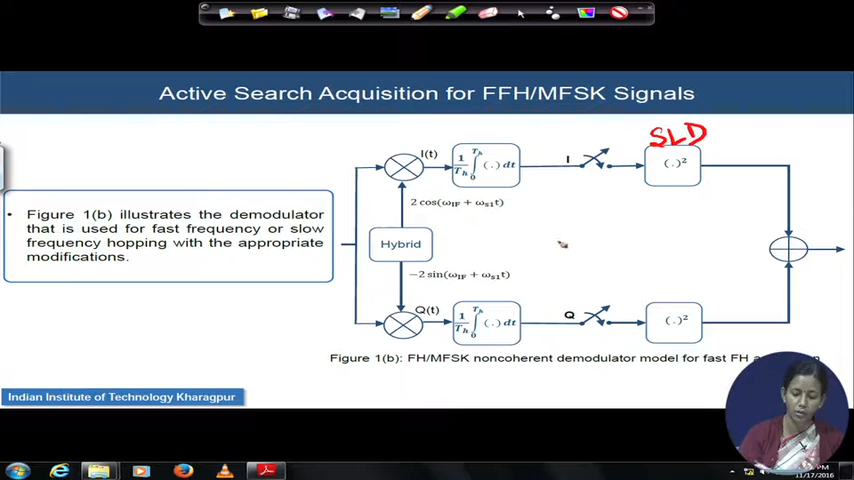 Active Search Acquisition for FFH/MFSK Signals
SLD
I(t)
1/T_h ∫_0^{T_h} (.) dt
I
(.)²
• Figure 1(b) illustrates the demodulator
that is used for fast frequency or slow
frequency hopping with the appropriate
modifications.
2 cos(ω_IF + ω_s1 t)
Hybrid
−2 sin(ω_IF + ω_s1 t)
Q(t)
1/T_h ∫_0^{T_h} (.) dt
Q
(.)²
Figure 1(b): FH/MFSK noncoherent demodulator model for fast FH
Indian Institute of Technology Kharagpur
11/17/2016